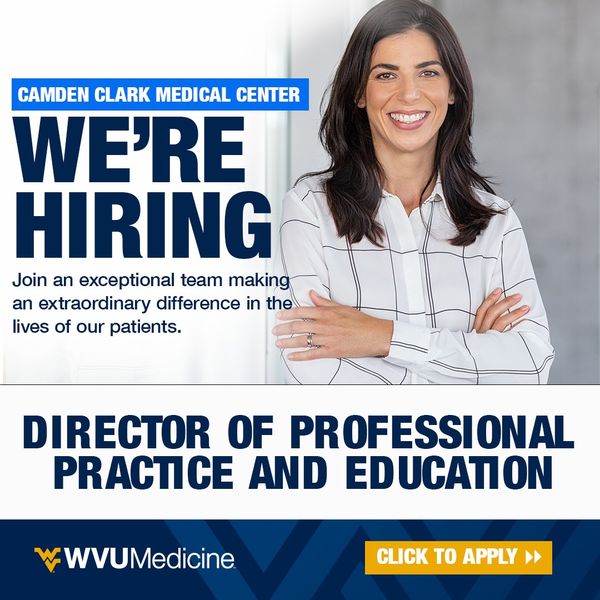 CAMDEN CLARK MEDICAL CENTER
WE'RE
HIRING
Join an exceptional team making
an extraordinary difference in the
lives of our patients.
DIRECTOR OF PROFESSIONAL
PRACTICE AND EDUCATION
WVUMedicine
CLICK TO APPLY